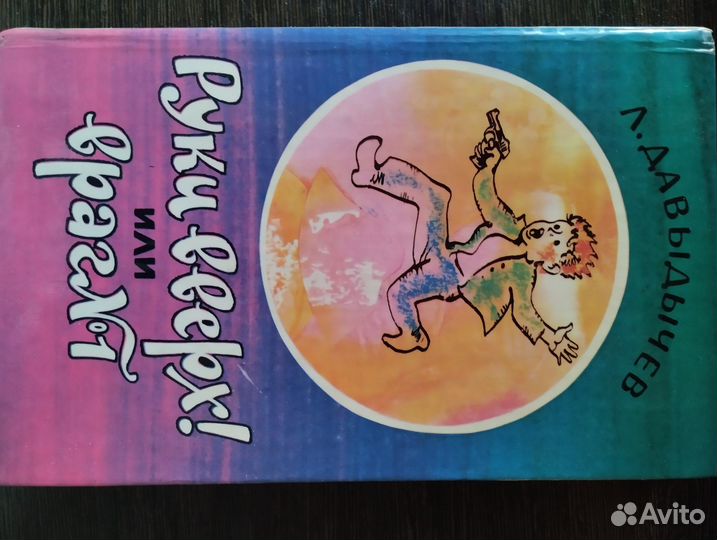 Л. ДАВЫДЫЧЕВ
Руки вверх!
ИЛИ
враг №1
Avito